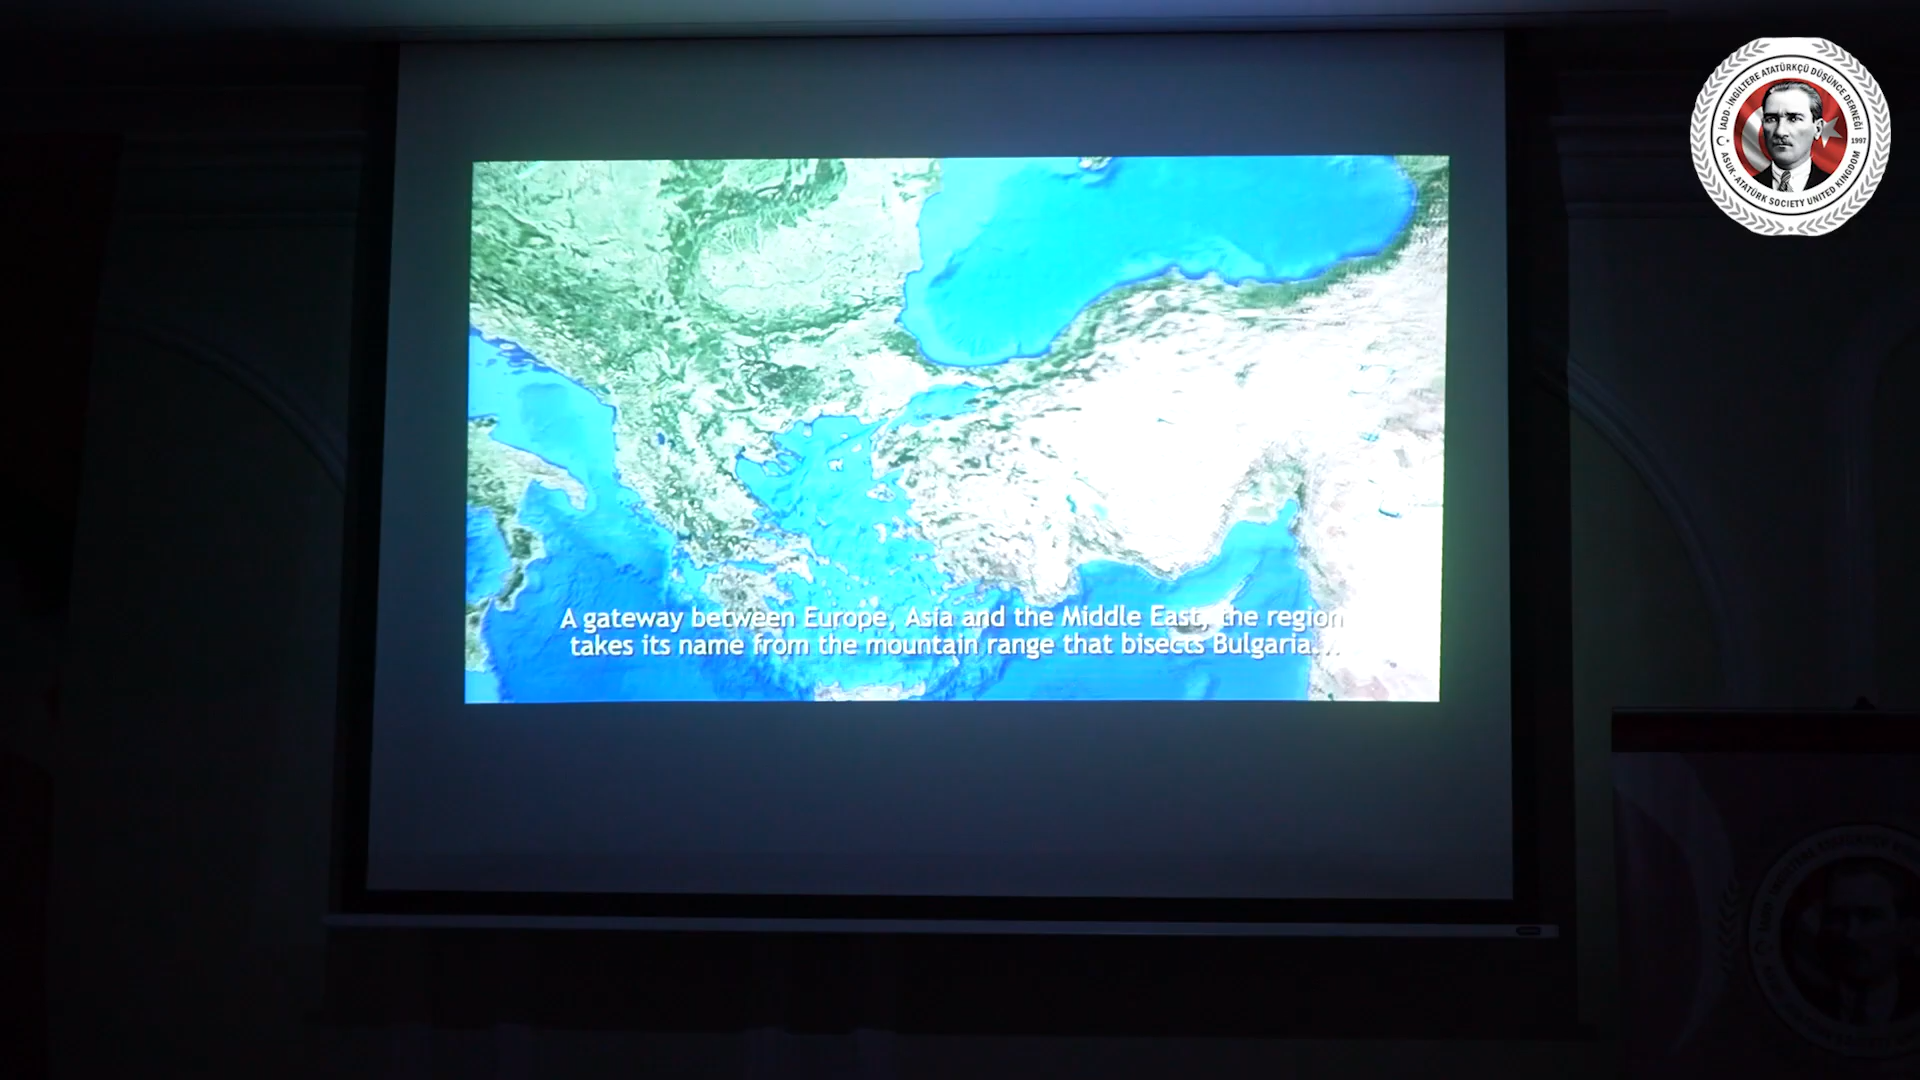 İADD - İNGİLTERE ATATÜRKÇÜ DÜŞÜNCE DERNEĞİ
1997
ASUK - ATATÜRK SOCIETY UNITED KINGDOM
A gateway between Europe, Asia and the Middle East, the region
takes its name from the mountain range that bisects Bulgaria...